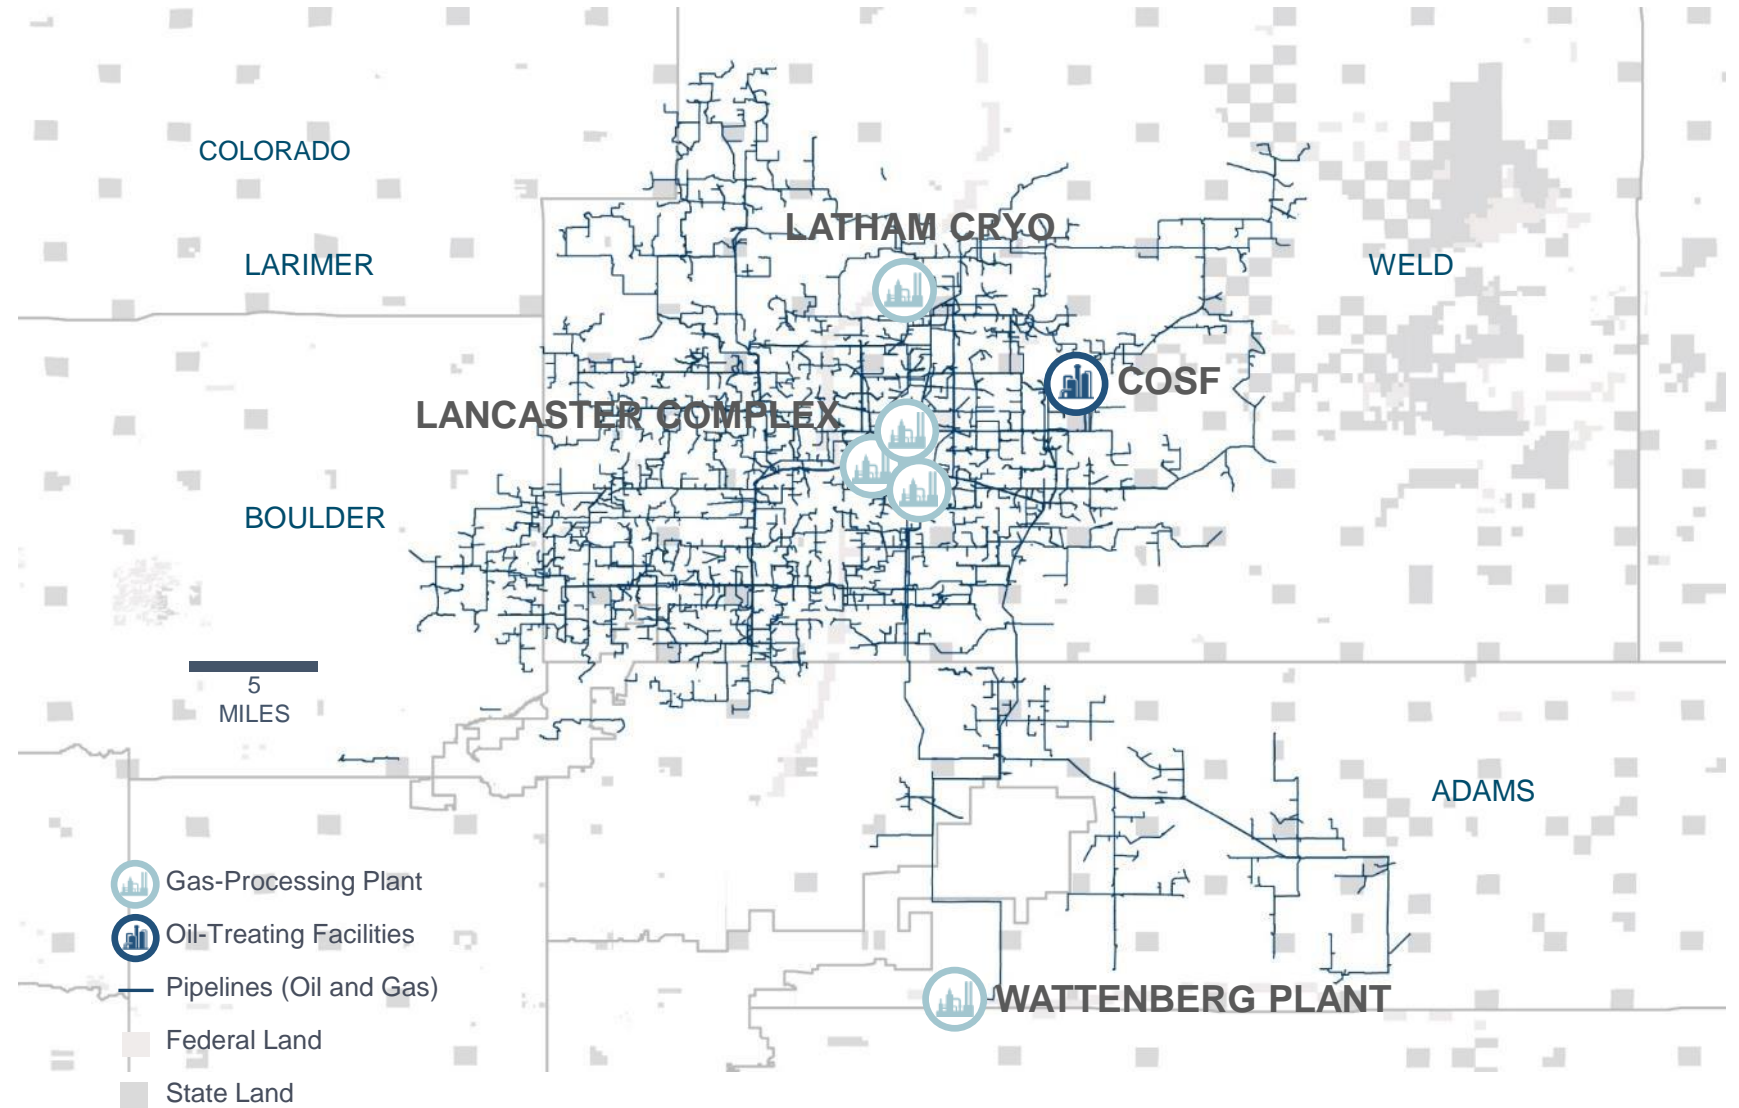 COLORADO
LATHAM CRYO
LARIMER
WELD
COSF
LANCASTER COMPLEX
BOULDER
5
MILES
ADAMS
Gas-Processing Plant
Oil-Treating Facilities
Pipelines (Oil and Gas)
WATTENBERG PLANT
Federal Land
State Land